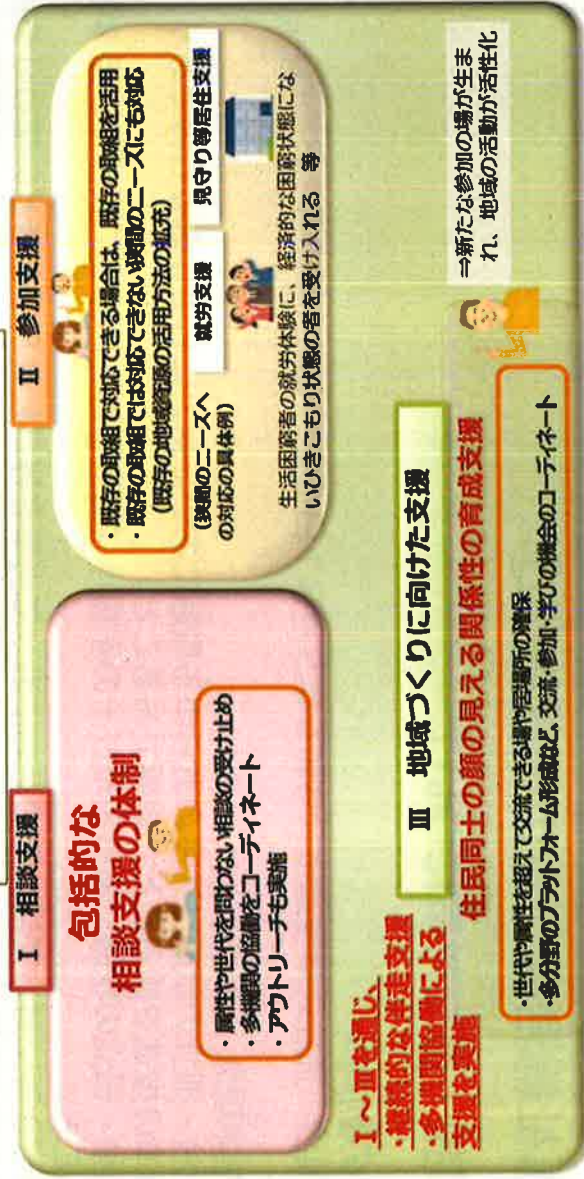 Ⅰ 相談支援
包括的な
相談支援の体制
・属性や世代を問わない相談の受け止め
・多機関の協働をコーディネート
・アウトリーチも実施
Ⅱ 参加支援
・既存の取組で対応できる場合は、既存の取組を活用
・既存の取組では対応できない狭間のニーズにも対応
(既存の地域資源の活用方法の拡充)
(狭間のニーズへ
の対応の具体例)
就労支援
見守り等居住支援
生活困窮者の就労体験に、経済的な困窮状態にな
いひきこもり状態の者を受け入れる 等
Ⅰ～Ⅲを通じ、
・継続的な伴走支援
・多機関協働による
支援を実施
Ⅲ 地域づくりに向けた支援
住民同士の顔の見える関係性の育成支援
・世代や属性を超えて交流できる場や居場所の確保
・多分野のプラットフォーム形成など、交流・参加・学びの機会のコーディネート
⇒新たな参加の場が生ま
れ、地域の活動が活性化